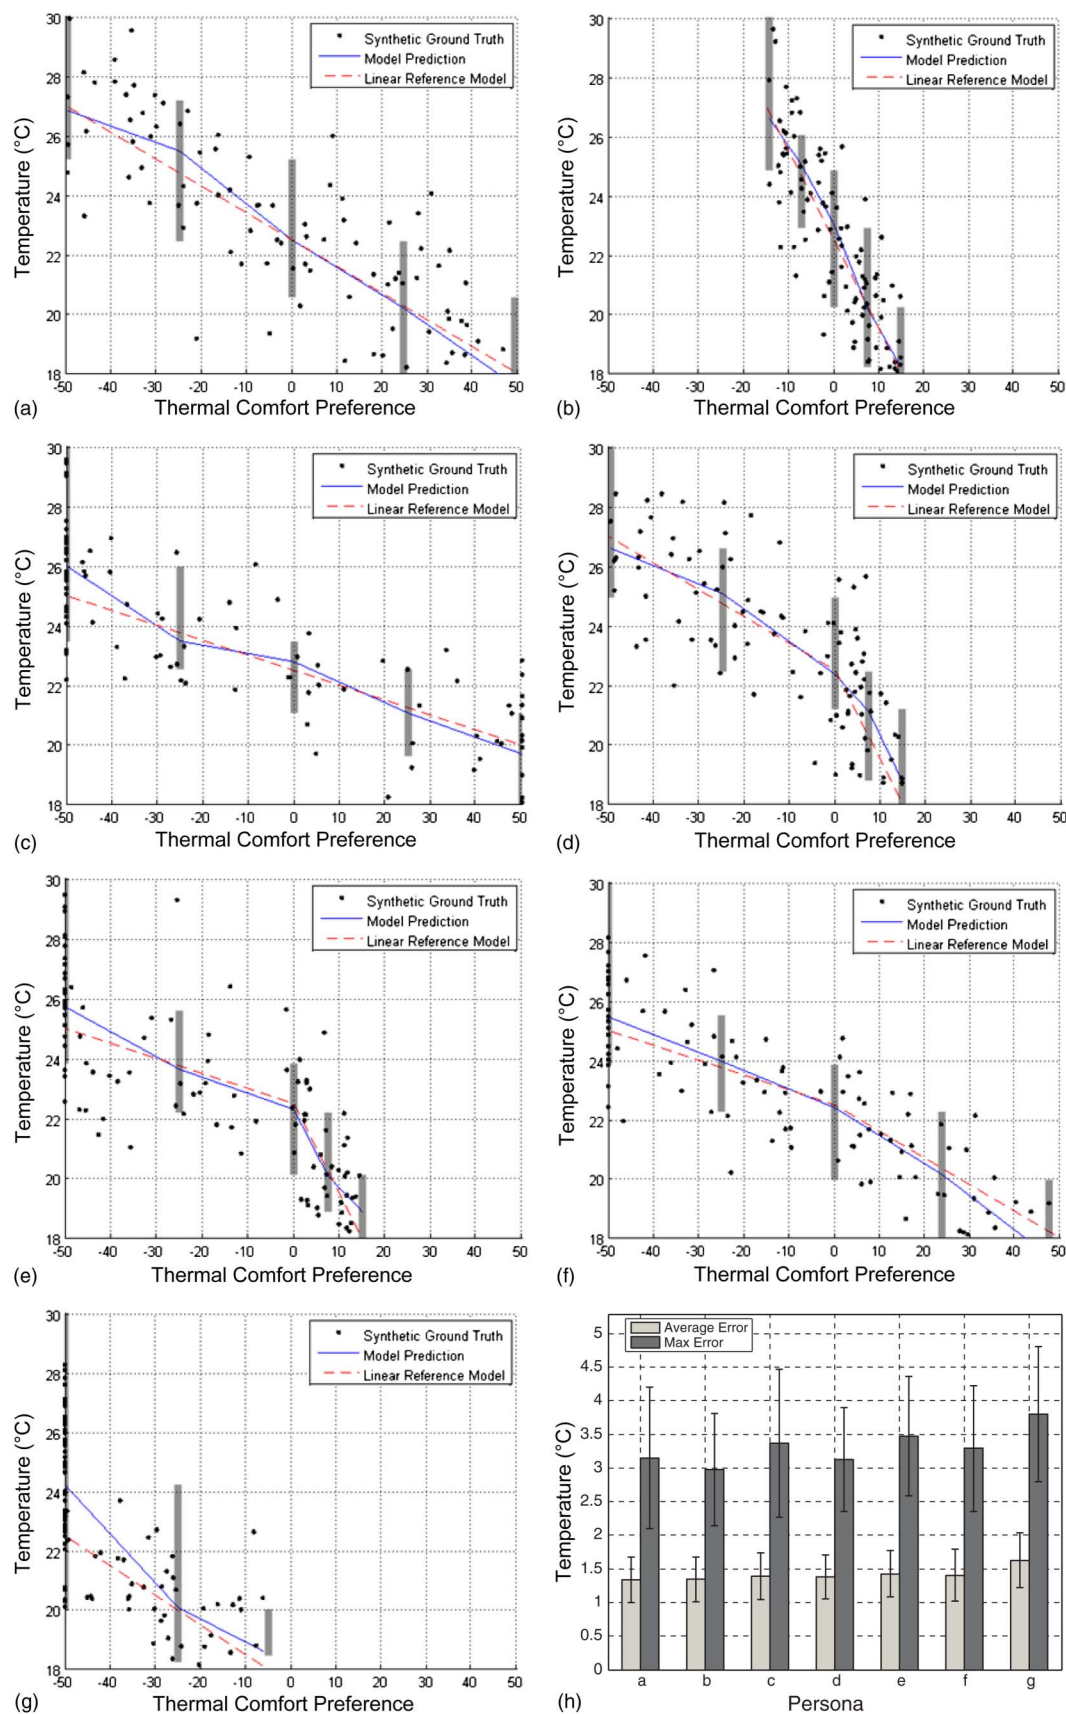 30
28
26
24
22
20
18
Temperature (°C)
Synthetic Ground Truth
Model Prediction
Linear Reference Model
-50 -40 -30 -20 -10 0 10 20 30 40 50
(a) Thermal Comfort Preference
30
28
26
24
22
20
18
Temperature (°C)
Synthetic Ground Truth
Model Prediction
Linear Reference Model
-50 -40 -30 -20 -10 0 10 20 30 40 50
(b) Thermal Comfort Preference
30
28
26
24
22
20
18
Temperature (°C)
Synthetic Ground Truth
Model Prediction
Linear Reference Model
-50 -40 -30 -20 -10 0 10 20 30 40 50
(c) Thermal Comfort Preference
30
28
26
24
22
20
18
Temperature (°C)
Synthetic Ground Truth
Model Prediction
Linear Reference Model
-50 -40 -30 -20 -10 0 10 20 30 40 50
(d) Thermal Comfort Preference
30
28
26
24
22
20
18
Temperature (°C)
Synthetic Ground Truth
Model Prediction
Linear Reference Model
-50 -40 -30 -20 -10 0 10 20 30 40 50
(e) Thermal Comfort Preference
30
28
26
24
22
20
18
Temperature (°C)
Synthetic Ground Truth
Model Prediction
Linear Reference Model
-50 -40 -30 -20 -10 0 10 20 30 40 50
(f) Thermal Comfort Preference
30
28
26
24
22
20
18
Temperature (°C)
Synthetic Ground Truth
Model Prediction
Linear Reference Model
-50 -40 -30 -20 -10 0 10 20 30 40 50
(g) Thermal Comfort Preference
5
4.5
4
3.5
3
2.5
2
1.5
1
0.5
0
Temperature (°C)
Average Error
Max Error
a b c d e f g
(h) Persona